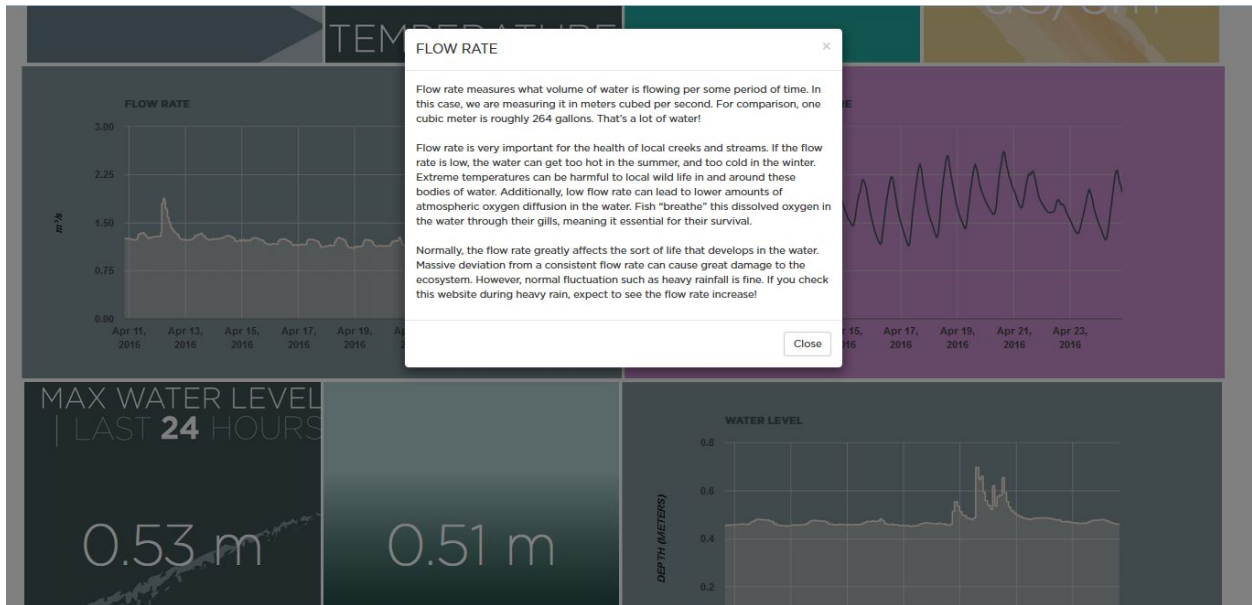 TEMPERATURE
FLOW RATE
×
Flow rate measures what volume of water is flowing per some period of time. In
this case, we are measuring it in meters cubed per second. For comparison, one
cubic meter is roughly 264 gallons. That's a lot of water!
Flow rate is very important for the health of local creeks and streams. If the flow
rate is low, the water can get too hot in the summer, and too cold in the winter.
Extreme temperatures can be harmful to local wild life in and around these
bodies of water. Additionally, low flow rate can lead to lower amounts of
atmospheric oxygen diffusion in the water. Fish “breathe” this dissolved oxygen in
the water through their gills, meaning it essential for their survival.
Normally, the flow rate greatly affects the sort of life that develops in the water.
Massive deviation from a consistent flow rate can cause great damage to the
ecosystem. However, normal fluctuation such as heavy rainfall is fine. If you check
this website during heavy rain, expect to see the flow rate increase!
Close
FLOW RATE
3.00
2.25
1.50
0.75
0.00
m³/s
Apr 11, Apr 13, Apr 15, Apr 17, Apr 19,
2016 2016 2016 2016 2016
15, Apr 17, Apr 19, Apr 21, Apr 23,
2016 2016 2016 2016
MAX WATER LEVEL
| LAST 24 HOURS
0.53 m
0.51 m
WATER LEVEL
0.8
0.6
0.4
0.2
DEPTH (METERS)